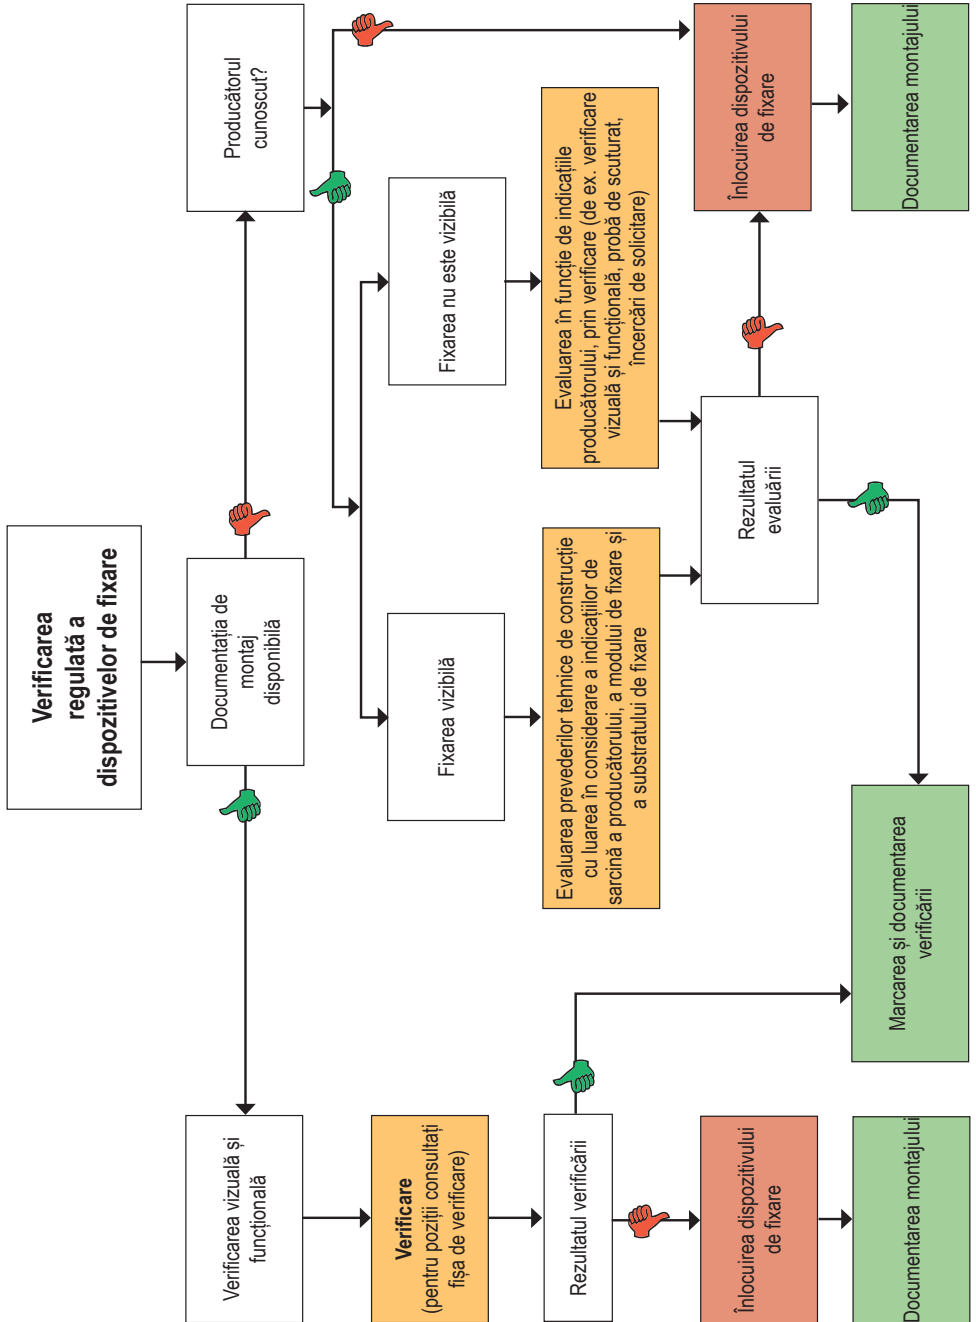 Verificarea
regulată a
dispozitivelor de fixare
Documentația de
montaj
disponibilă
Verificarea vizuală și
funcțională
Producătorul
cunoscut?
Verificare
(pentru poziții consultați
fișa de verificare)
Fixarea vizibilă
Fixarea nu este vizibilă
Rezultatul verificării
Evaluarea prevederilor tehnice de construcție
cu luarea în considerare a indicațiilor de
sarcină a producătorului, a modului de fixare și
a substratului de fixare
Evaluarea în funcție de indicațiile
producătorului, prin verificare (de ex. verificare
vizuală și funcțională, probă de scuturat,
încercări de solicitare)
Înlocuirea dispozitivului
de fixare
Rezultatul
evaluării
Înlocuirea dispozitivului
de fixare
Documentarea montajului
Marcarea și documentarea
verificării
Documentarea montajului